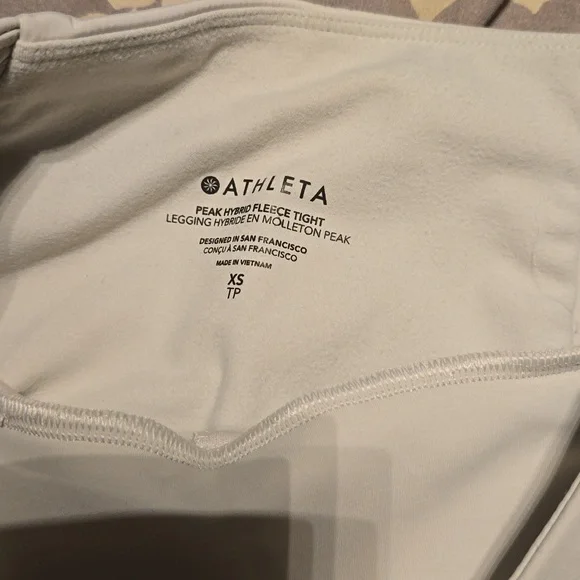 ATHLETA
PEAK HYBRID FLEECE TIGHT
LEGGING HYBRIDE EN MOLLETON PEAK
DESIGNED IN SAN FRANCISCO
CONÇU À SAN FRANCISCO
MADE IN VIETNAM
XS
TP